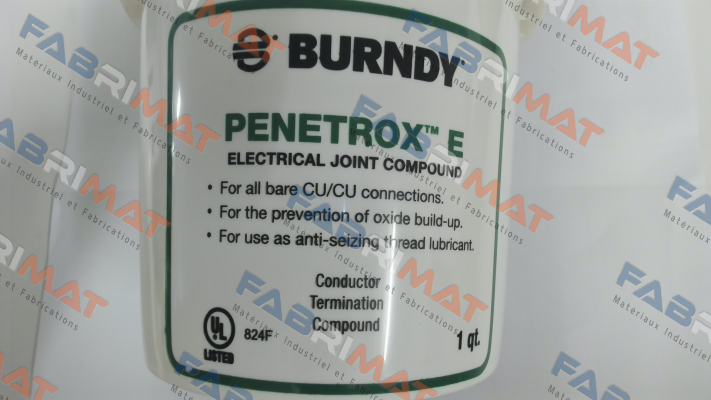 BURNDY
PENETROX™ E
ELECTRICAL JOINT COMPOUND
• For all bare CU/CU connections.
• For the prevention of oxide build-up.
• For use as anti-seizing thread lubricant.
Conductor
Termination
Compound
1 qt.
UL
LISTED
824F
FABRIMAT
Matériaux Industriel et Fabrications